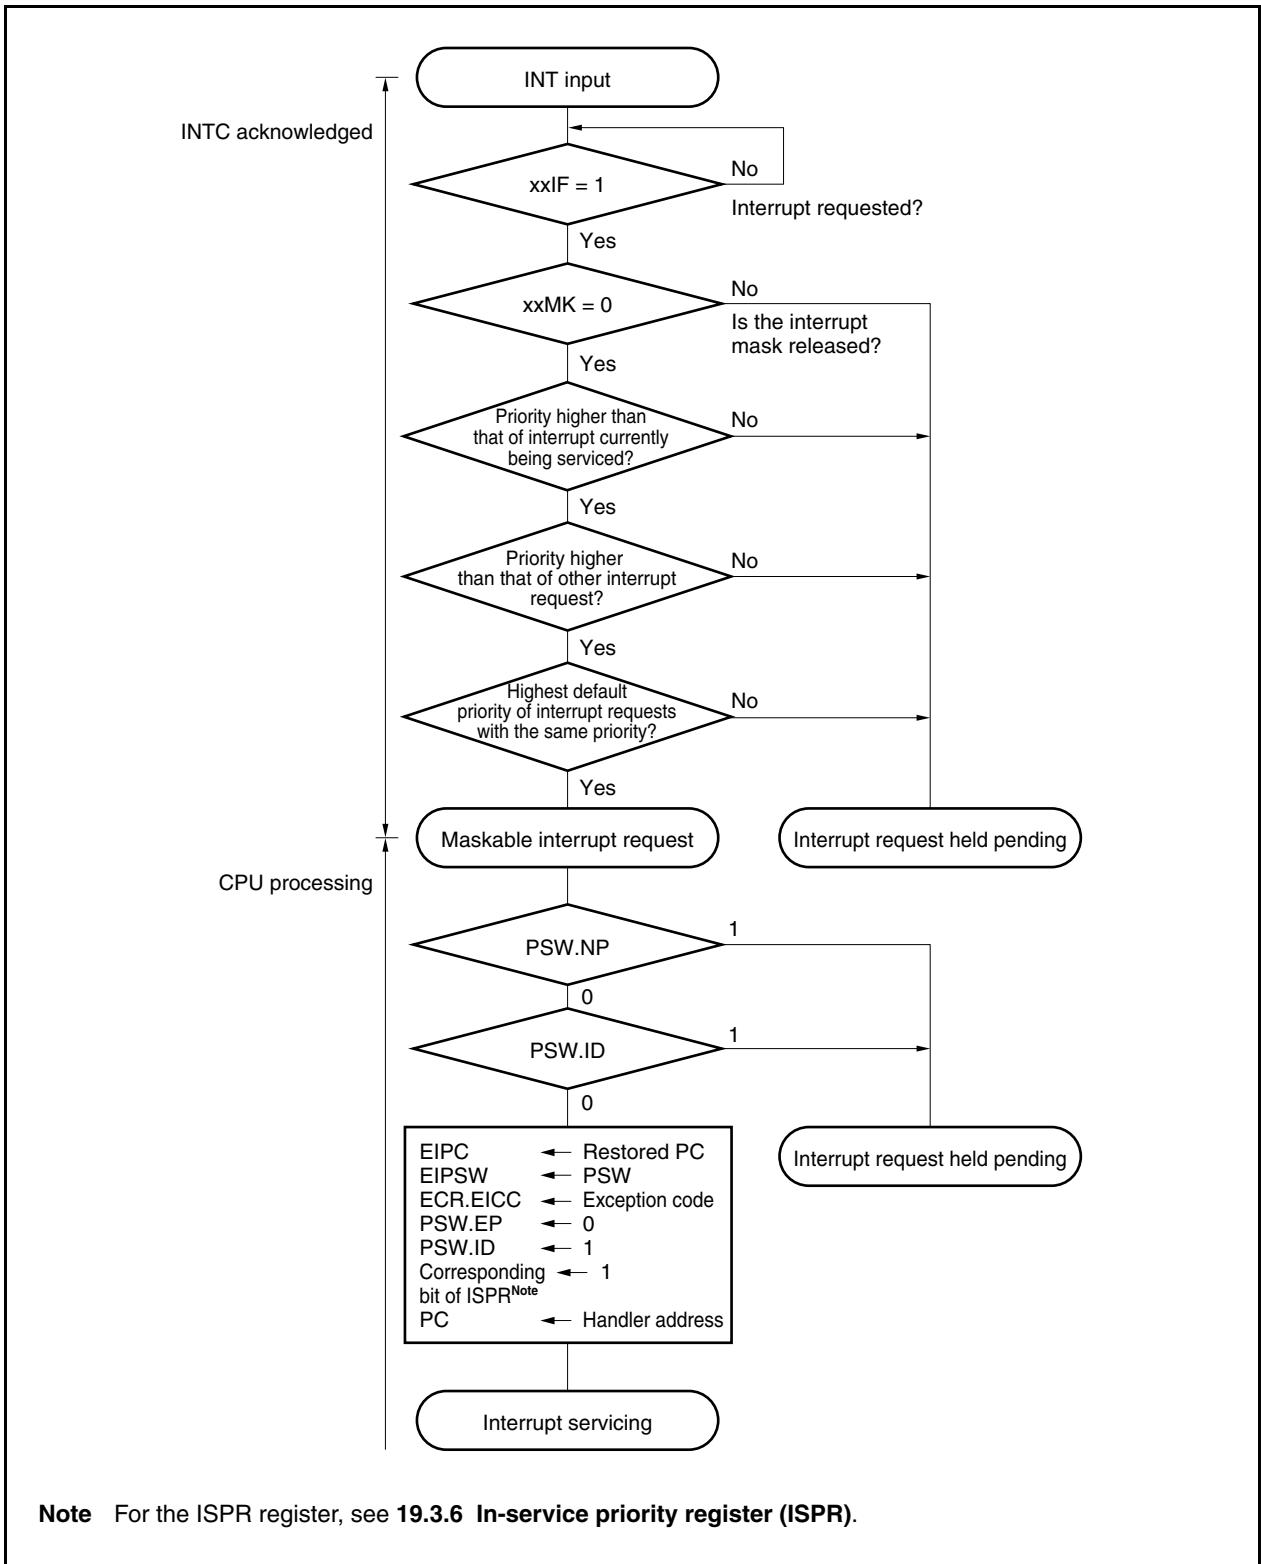 INT input
INTC acknowledged
xxIF = 1
No
Interrupt requested?
Yes
xxMK = 0
No
Is the interrupt
mask released?
Yes
Priority higher than
that of interrupt currently
being serviced?
No
Yes
Priority higher
than that of other interrupt
request?
No
Yes
Highest default
priority of interrupt requests
with the same priority?
No
Yes
Maskable interrupt request
Interrupt request held pending
CPU processing
PSW.NP
1
0
PSW.ID
1
0
EIPC ← Restored PC
EIPSW ← PSW
ECR.EICC ← Exception code
PSW.EP ← 0
PSW.ID ← 1
Corresponding ← 1
bit of ISPRNote
PC ← Handler address
Interrupt request held pending
Interrupt servicing
Note For the ISPR register, see 19.3.6 In-service priority register (ISPR).